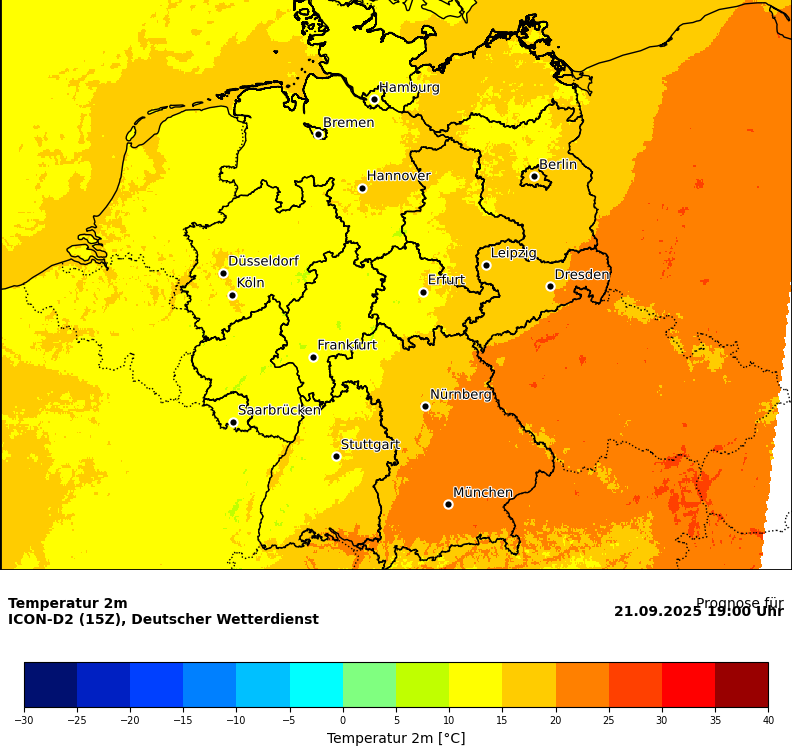 Hamburg
Bremen
Berlin
Hannover
Leipzig
Düsseldorf
Dresden
Köln
Erfurt
Frankfurt
Nürnberg
Saarbrücken
Stuttgart
München
Temperatur 2m
Prognose für
ICON-D2 (15Z), Deutscher Wetterdienst
21.09.2025 19:00 Uhr
−30 −25 −20 −15 −10 −5 0 5 10 15 20 25 30 35 40
Temperatur 2m [°C]